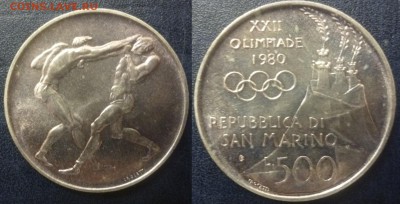 COINS.LAVE.RU
XXII
OLIMPIADE
1980
REPUBBLICA DI
SAN MARINO
L.500